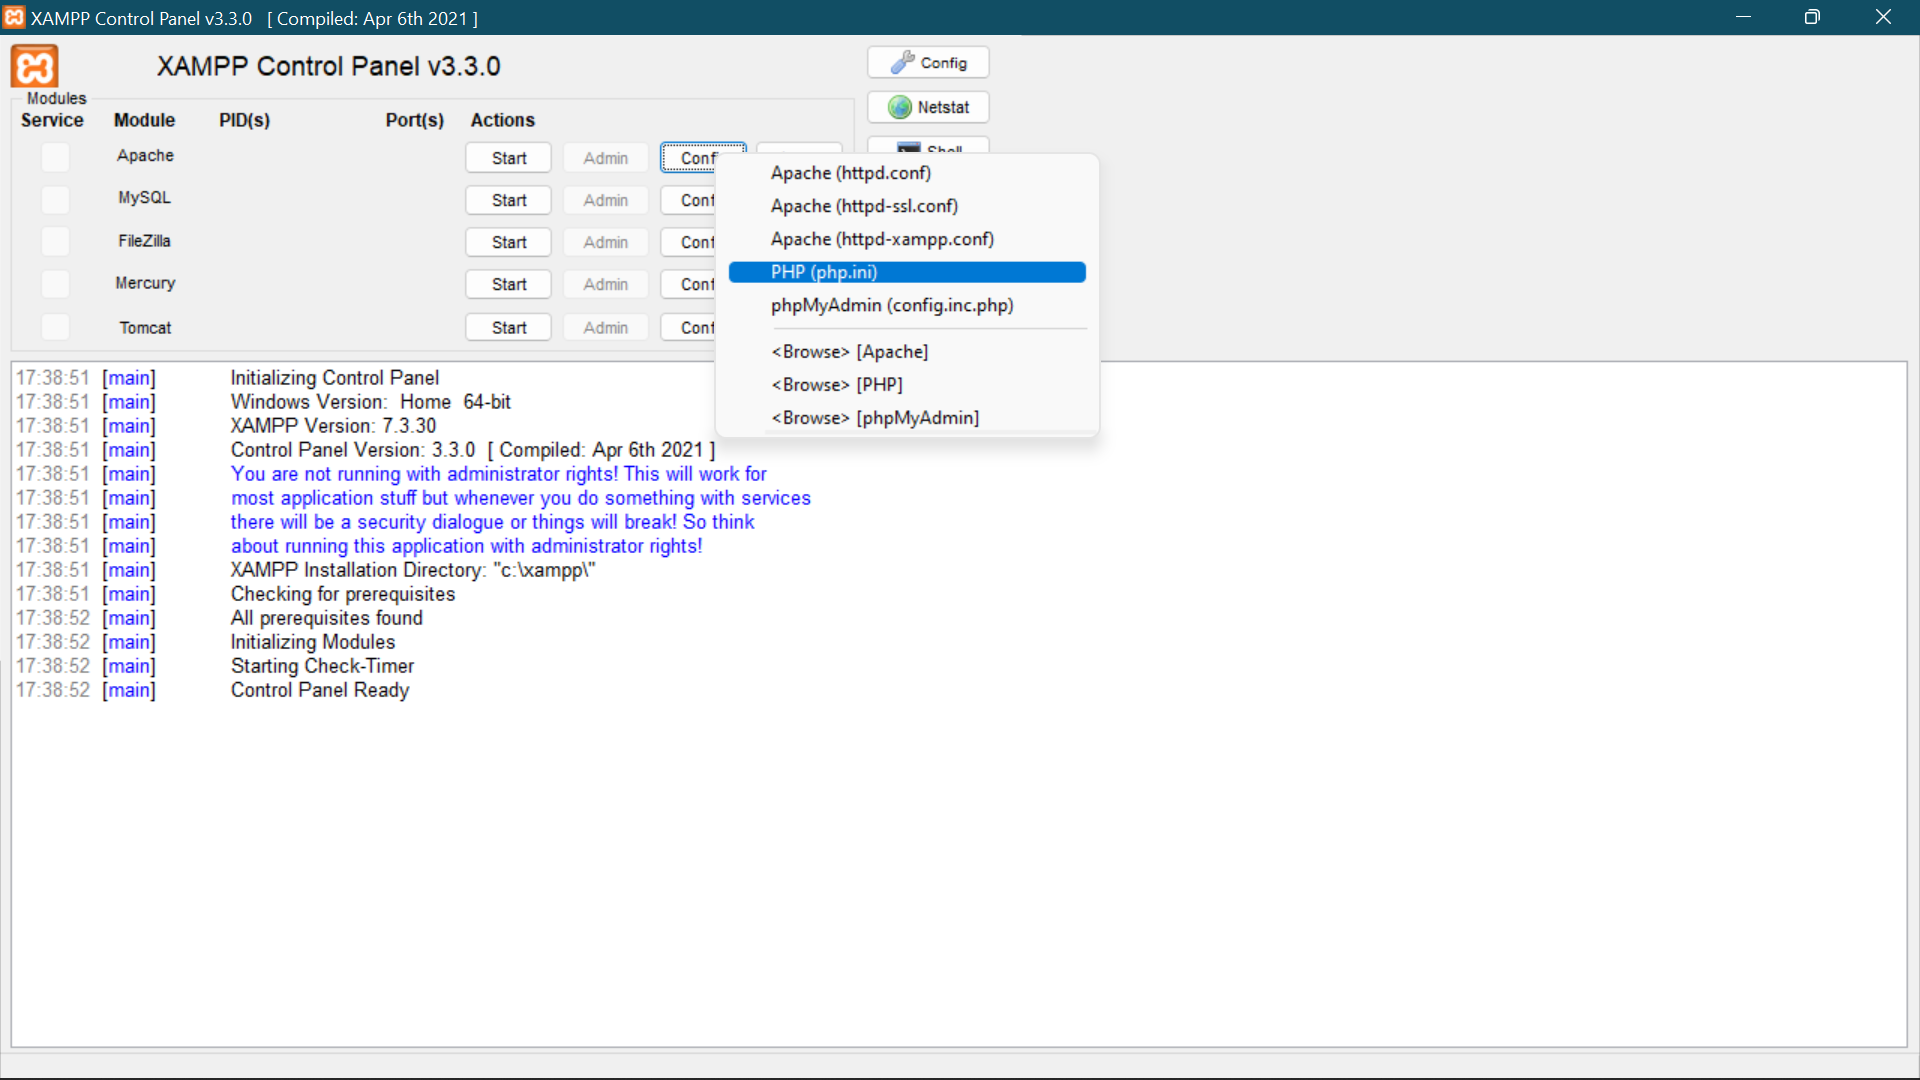 XAMPP Control Panel v3.3.0 [ Compiled: Apr 6th 2021 ]
XAMPP Control Panel v3.3.0
Config
Netstat
Shell
Modules
Service Module PID(s) Port(s) Actions
Apache Start Admin Conf
MySQL Start Admin Conf
FileZilla Start Admin Conf
Mercury Start Admin Conf
Tomcat Start Admin Conf
Apache (httpd.conf)
Apache (httpd-ssl.conf)
Apache (httpd-xampp.conf)
PHP (php.ini)
phpMyAdmin (config.inc.php)
<Browse> [Apache]
<Browse> [PHP]
<Browse> [phpMyAdmin]
17:38:51 [main] Initializing Control Panel
17:38:51 [main] Windows Version: Home 64-bit
17:38:51 [main] XAMPP Version: 7.3.30
17:38:51 [main] Control Panel Version: 3.3.0 [ Compiled: Apr 6th 2021 ]
17:38:51 [main] You are not running with administrator rights! This will work for
17:38:51 [main] most application stuff but whenever you do something with services
17:38:51 [main] there will be a security dialogue or things will break! So think
17:38:51 [main] about running this application with administrator rights!
17:38:51 [main] XAMPP Installation Directory: "c:\xampp\"
17:38:51 [main] Checking for prerequisites
17:38:52 [main] All prerequisites found
17:38:52 [main] Initializing Modules
17:38:52 [main] Starting Check-Timer
17:38:52 [main] Control Panel Ready